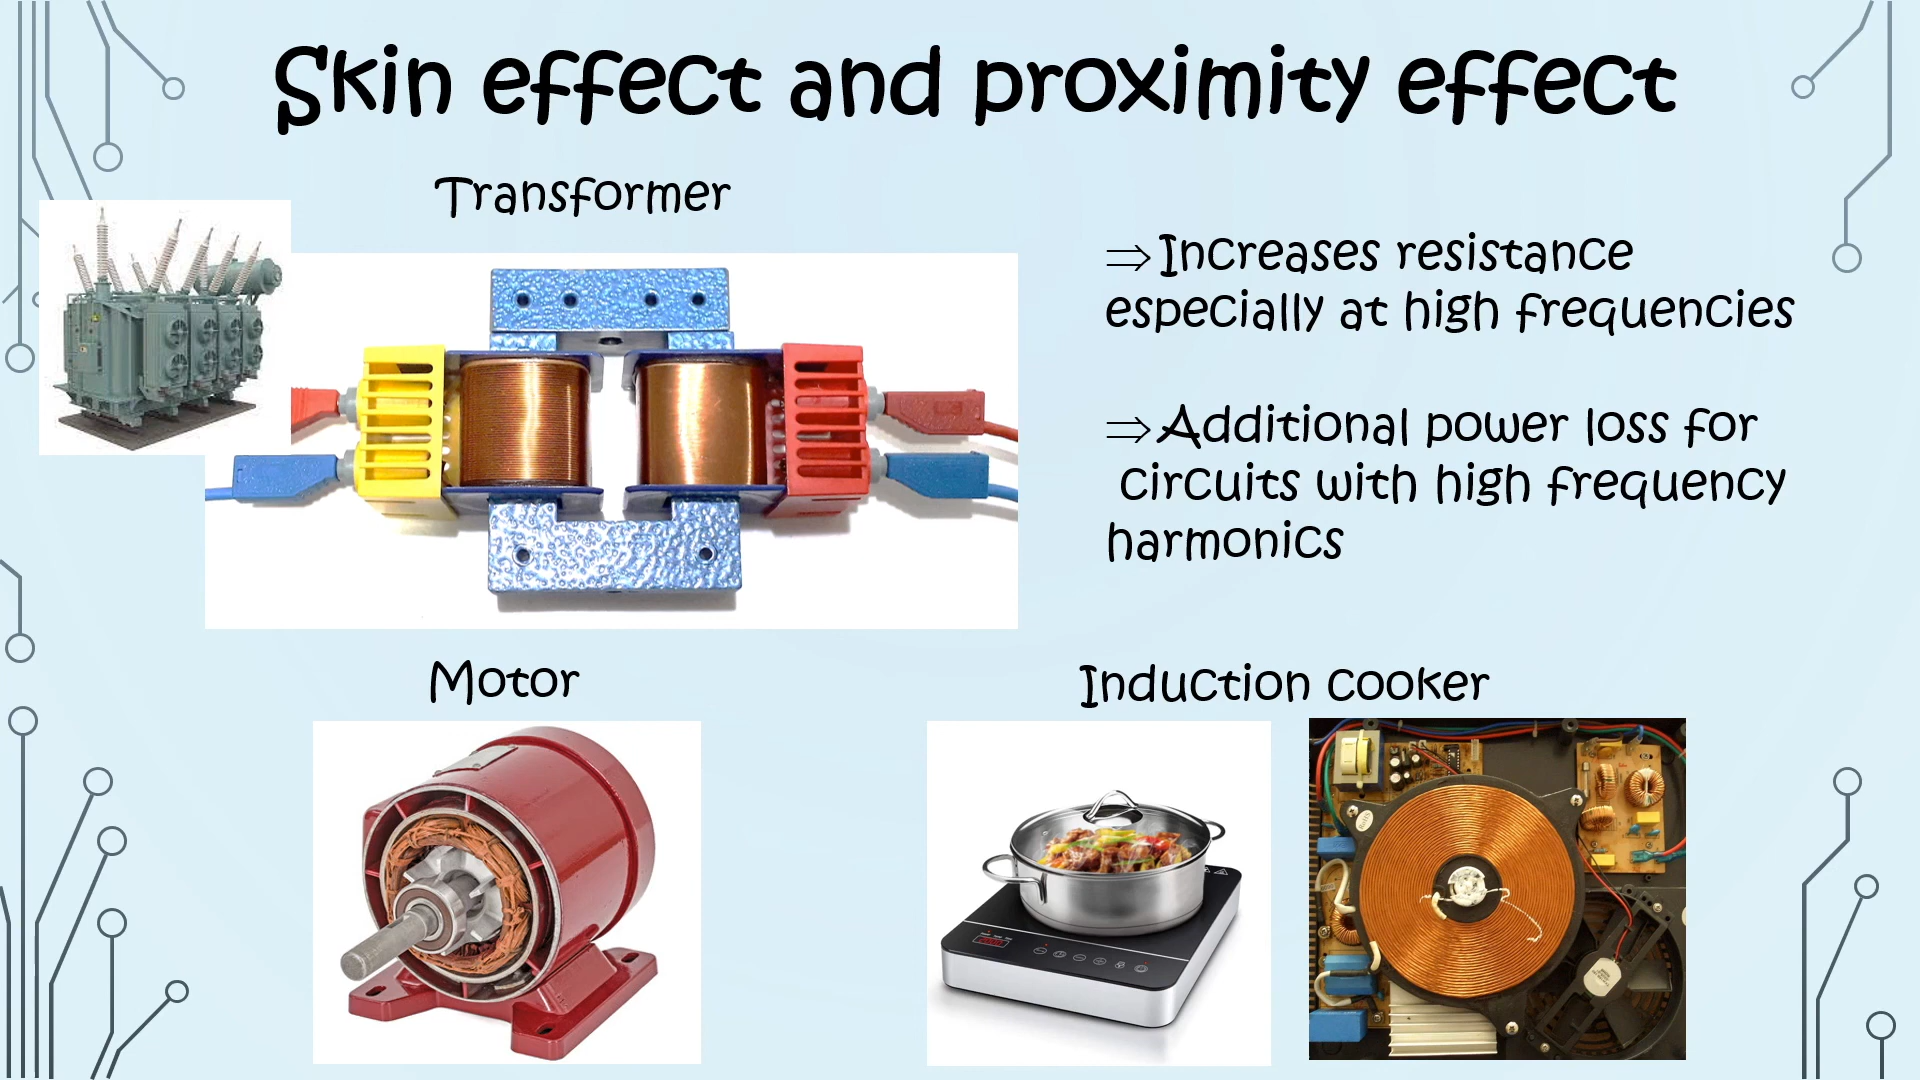 Skin effect and proximity effect
Transformer
⇒Increases resistance
especially at high frequencies
⇒Additional power loss for
circuits with high frequency
harmonics
Motor
Induction cooker